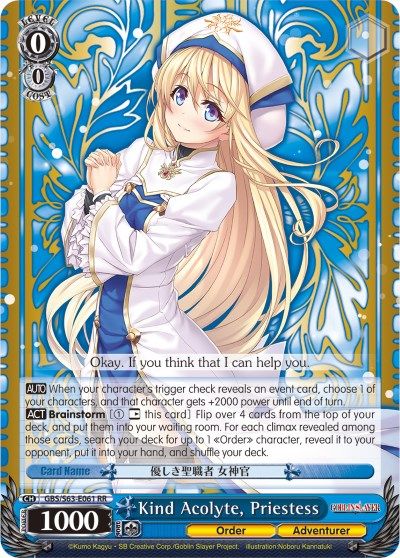 LEVEL
0
0
COST
Okay. If you think that I can help you.
AUTO When your character's trigger check reveals an event card, choose 1 of
your characters, and that character gets +2000 power until end of turn.
ACT Brainstorm [① this card] Flip over 4 cards from the top of your
deck, and put them into your waiting room. For each climax revealed among
those cards, search your deck for up to 1 «Order» character, reveal it to your
opponent, put it into your hand, and shuffle your deck.
Card Name 優しき聖職者 女神官
CH GBS/S63-E061 RR
POWER 1000 SOUL Kind Acolyte, Priestess GOBLIN SLAYER
Order Adventurer
©Kumo Kagyu・SB Creative Corp./Goblin Slayer Project. illustration:Noboru Kannatuki